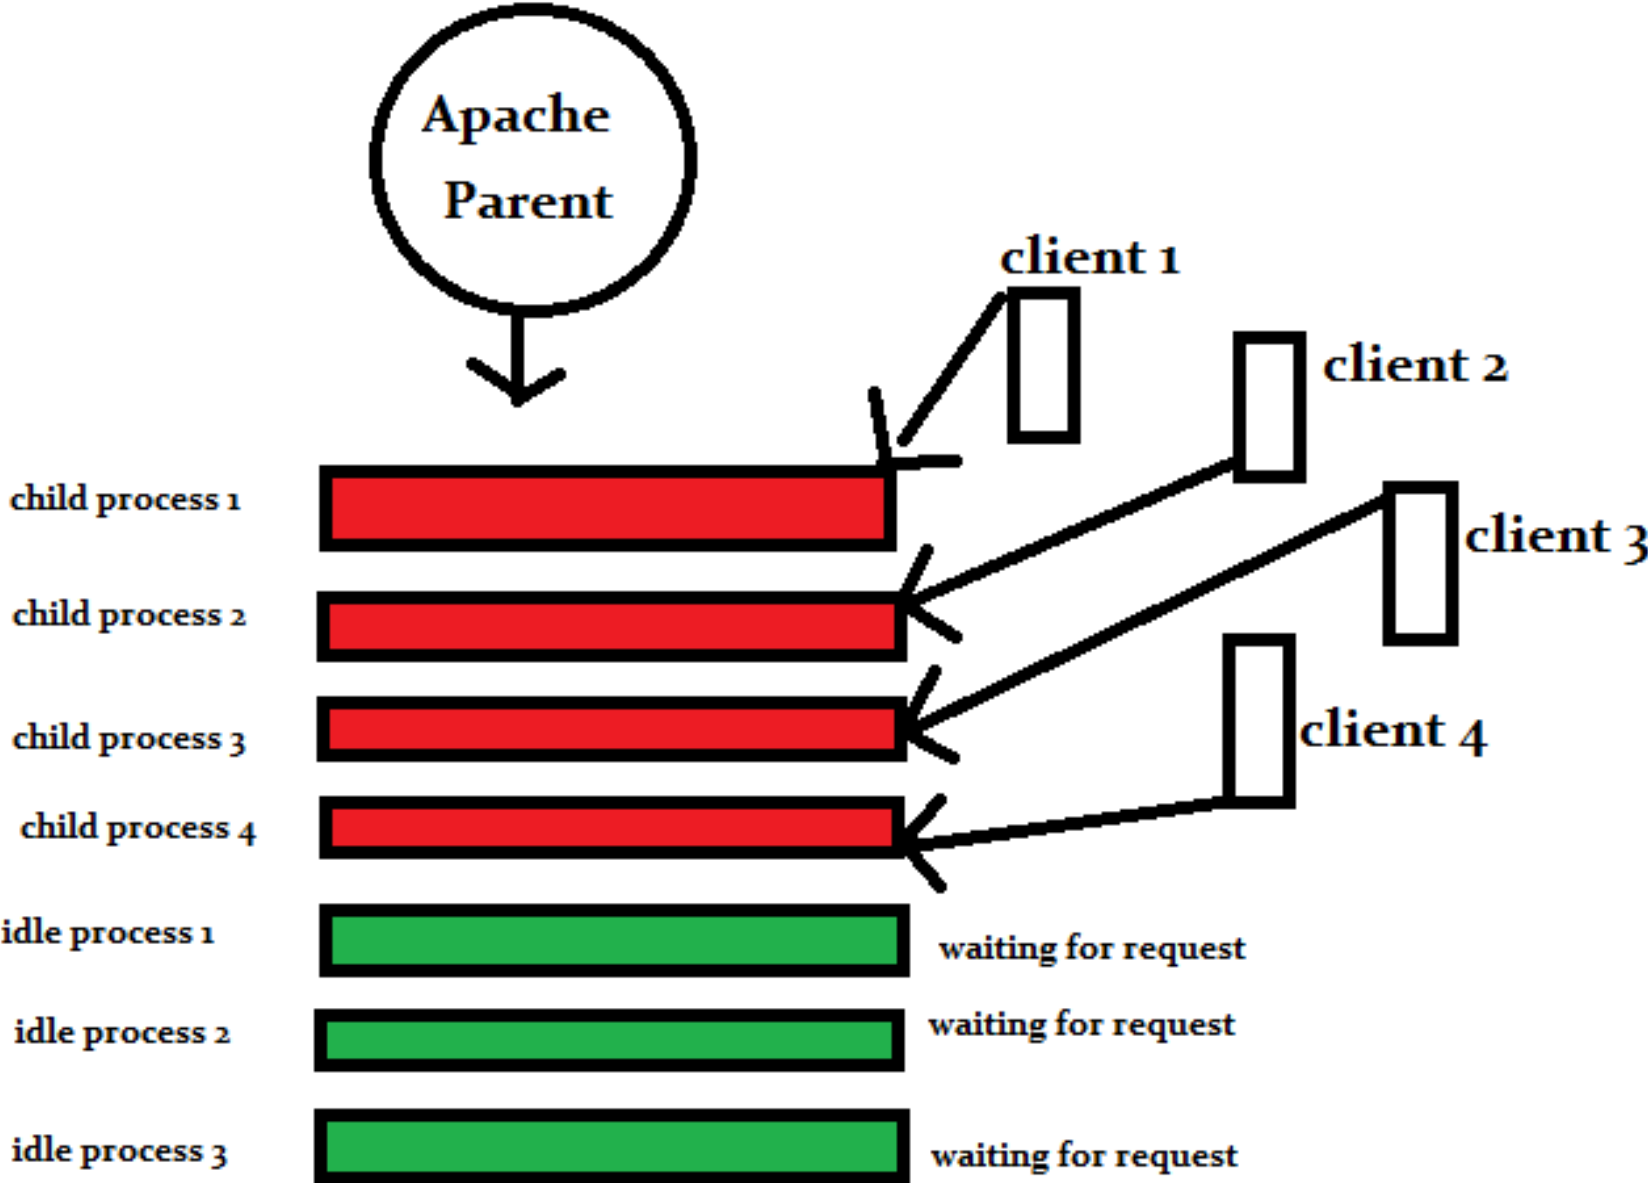 Apache
Parent
client 1
client 2
client 3
client 4
child process 1
child process 2
child process 3
child process 4
idle process 1
waiting for request
idle process 2
waiting for request
idle process 3
waiting for request